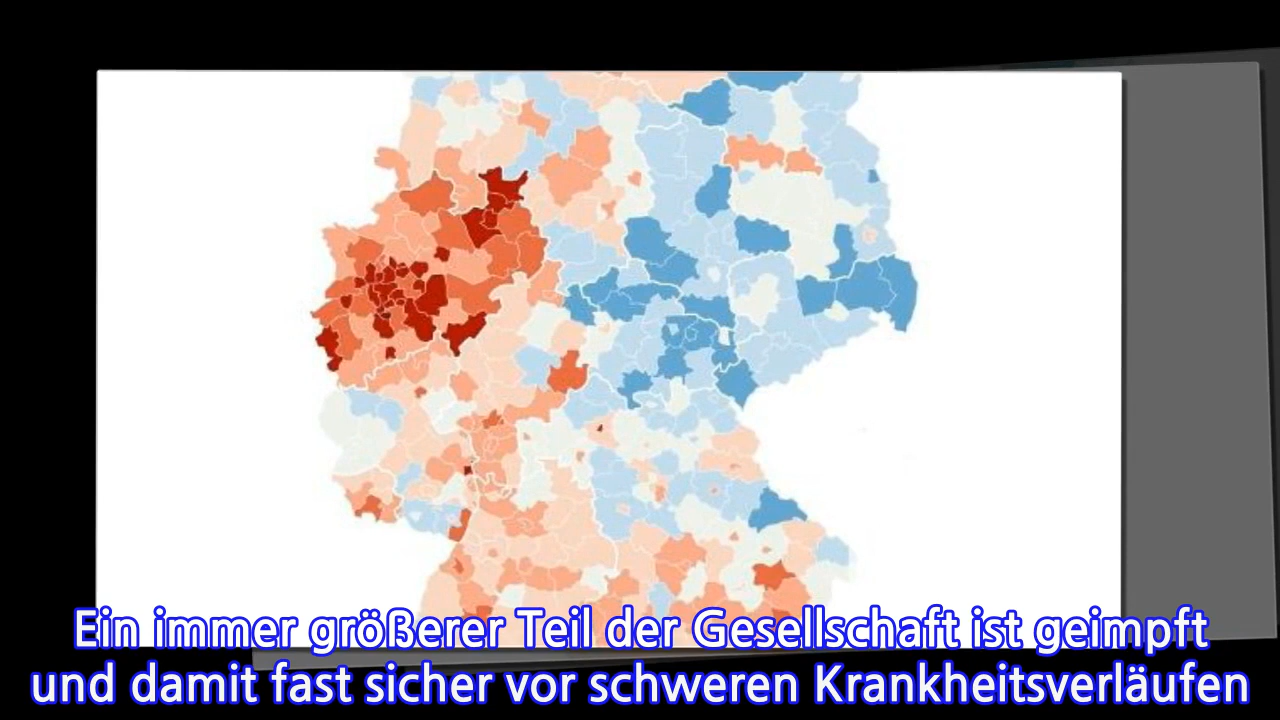 Ein immer größerer Teil der Gesellschaft ist geimpft
und damit fast sicher vor schweren Krankheitsverläufen